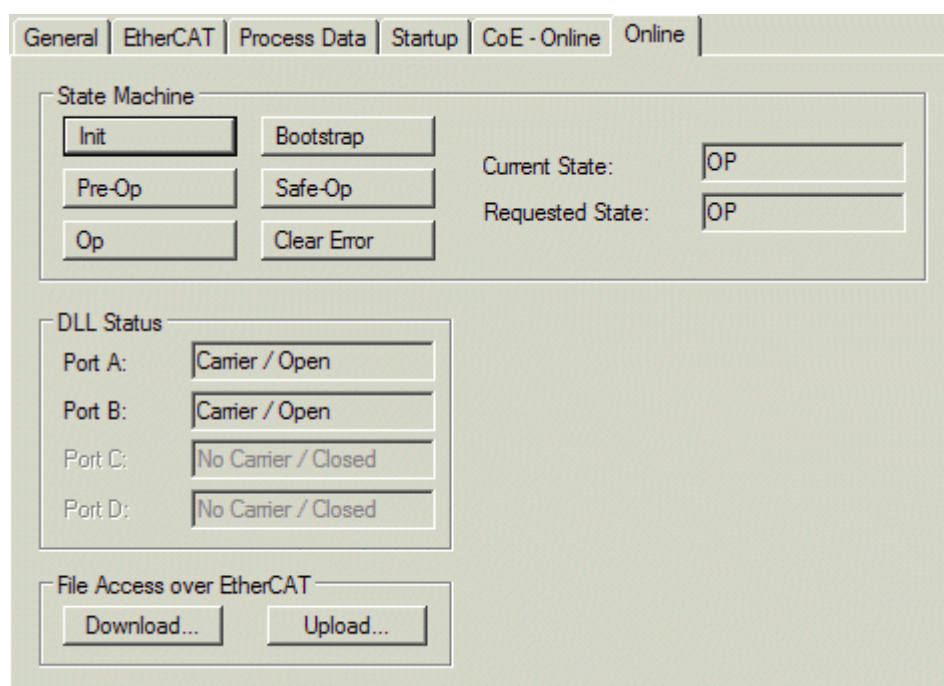 General EtherCAT Process Data Startup CoE - Online Online
State Machine
Init Bootstrap
Current State: OP
Pre-Op Safe-Op
Requested State: OP
Op Clear Error
DLL Status
Port A: Carrier / Open
Port B: Carrier / Open
Port C: No Carrier / Closed
Port D: No Carrier / Closed
File Access over EtherCAT
Download... Upload...